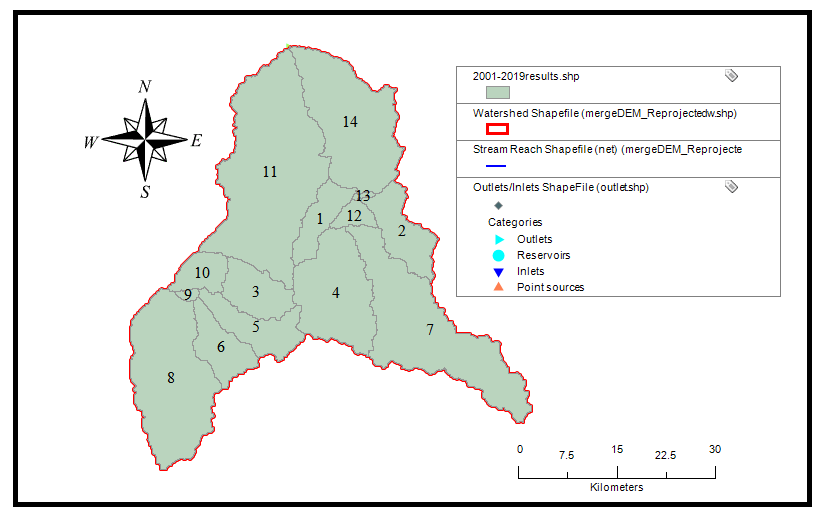 N
W
E
S
14
11
13
1
12
2
10
9
3
4
5
6
7
8
2001-2019results.shp
Watershed Shapefile (mergeDEM_Reprojectedw.shp)
Stream Reach Shapefile (net) (mergeDEM_Reprojecte
Outlets/Inlets ShapeFile (outlet.shp)
Categories
Outlets
Reservoirs
Inlets
Point sources
0 7.5 15 22.5 30
Kilometers